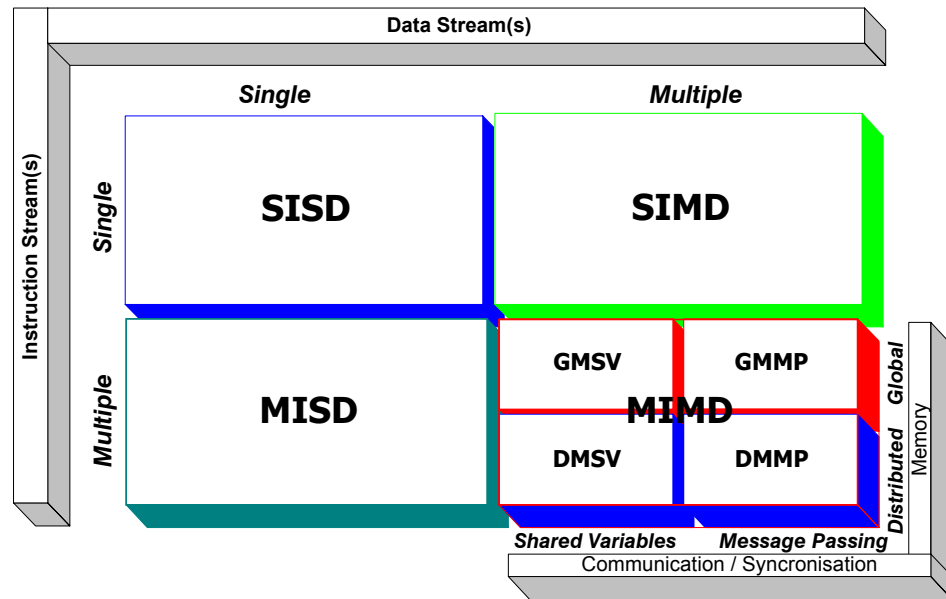 Data Stream(s)
Instruction Stream(s)
Single
Multiple
Single
SISD
SIMD
Multiple
MISD
MIMD
GMSV
GMMP
Global
DMSV
DMMP
Distributed
Memory
Shared Variables
Message Passing
Communication / Syncronisation